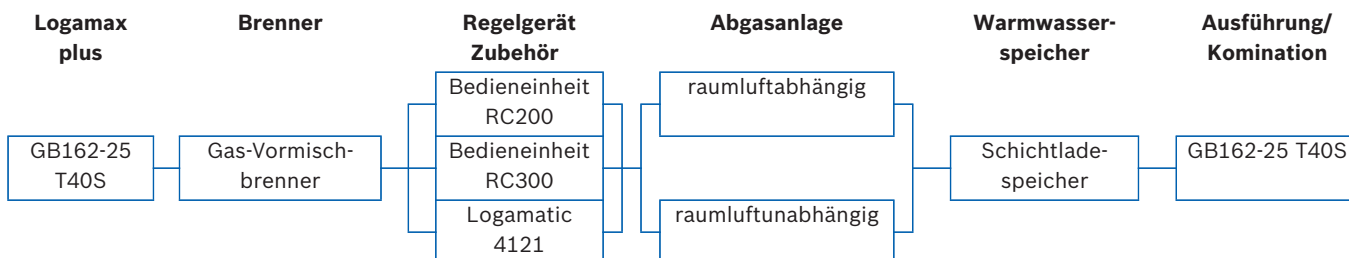 Logamax
plus
Brenner
Regelgerät
Zubehör
Abgasanlage
Warmwasser-
speicher
Ausführung/
Komination
GB162-25
T40S
Gas-Vormisch-
brenner
Bedieneinheit
RC200
Bedieneinheit
RC300
Logamatic
4121
raumluftabhängig
raumluftunabhängig
Schichtlade-
speicher
GB162-25 T40S